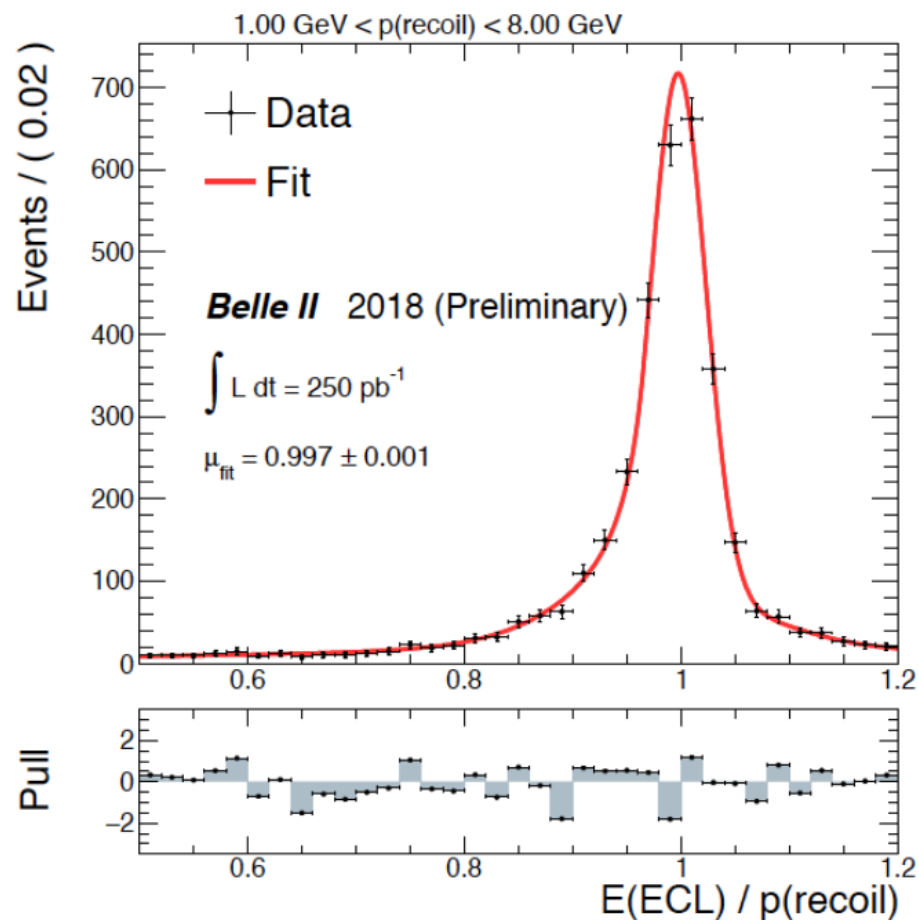 1.00 GeV < p(recoil) < 8.00 GeV
Events / ( 0.02)
700
600
500
400
300
200
100
0
Data
Fit
Belle II 2018 (Preliminary)
∫ L dt = 250 pb⁻¹
μ_fit = 0.997 ± 0.001
0.6 0.8 1 1.2
Pull
2
0
−2
0.6 0.8 1 1.2
E(ECL) / p(recoil)